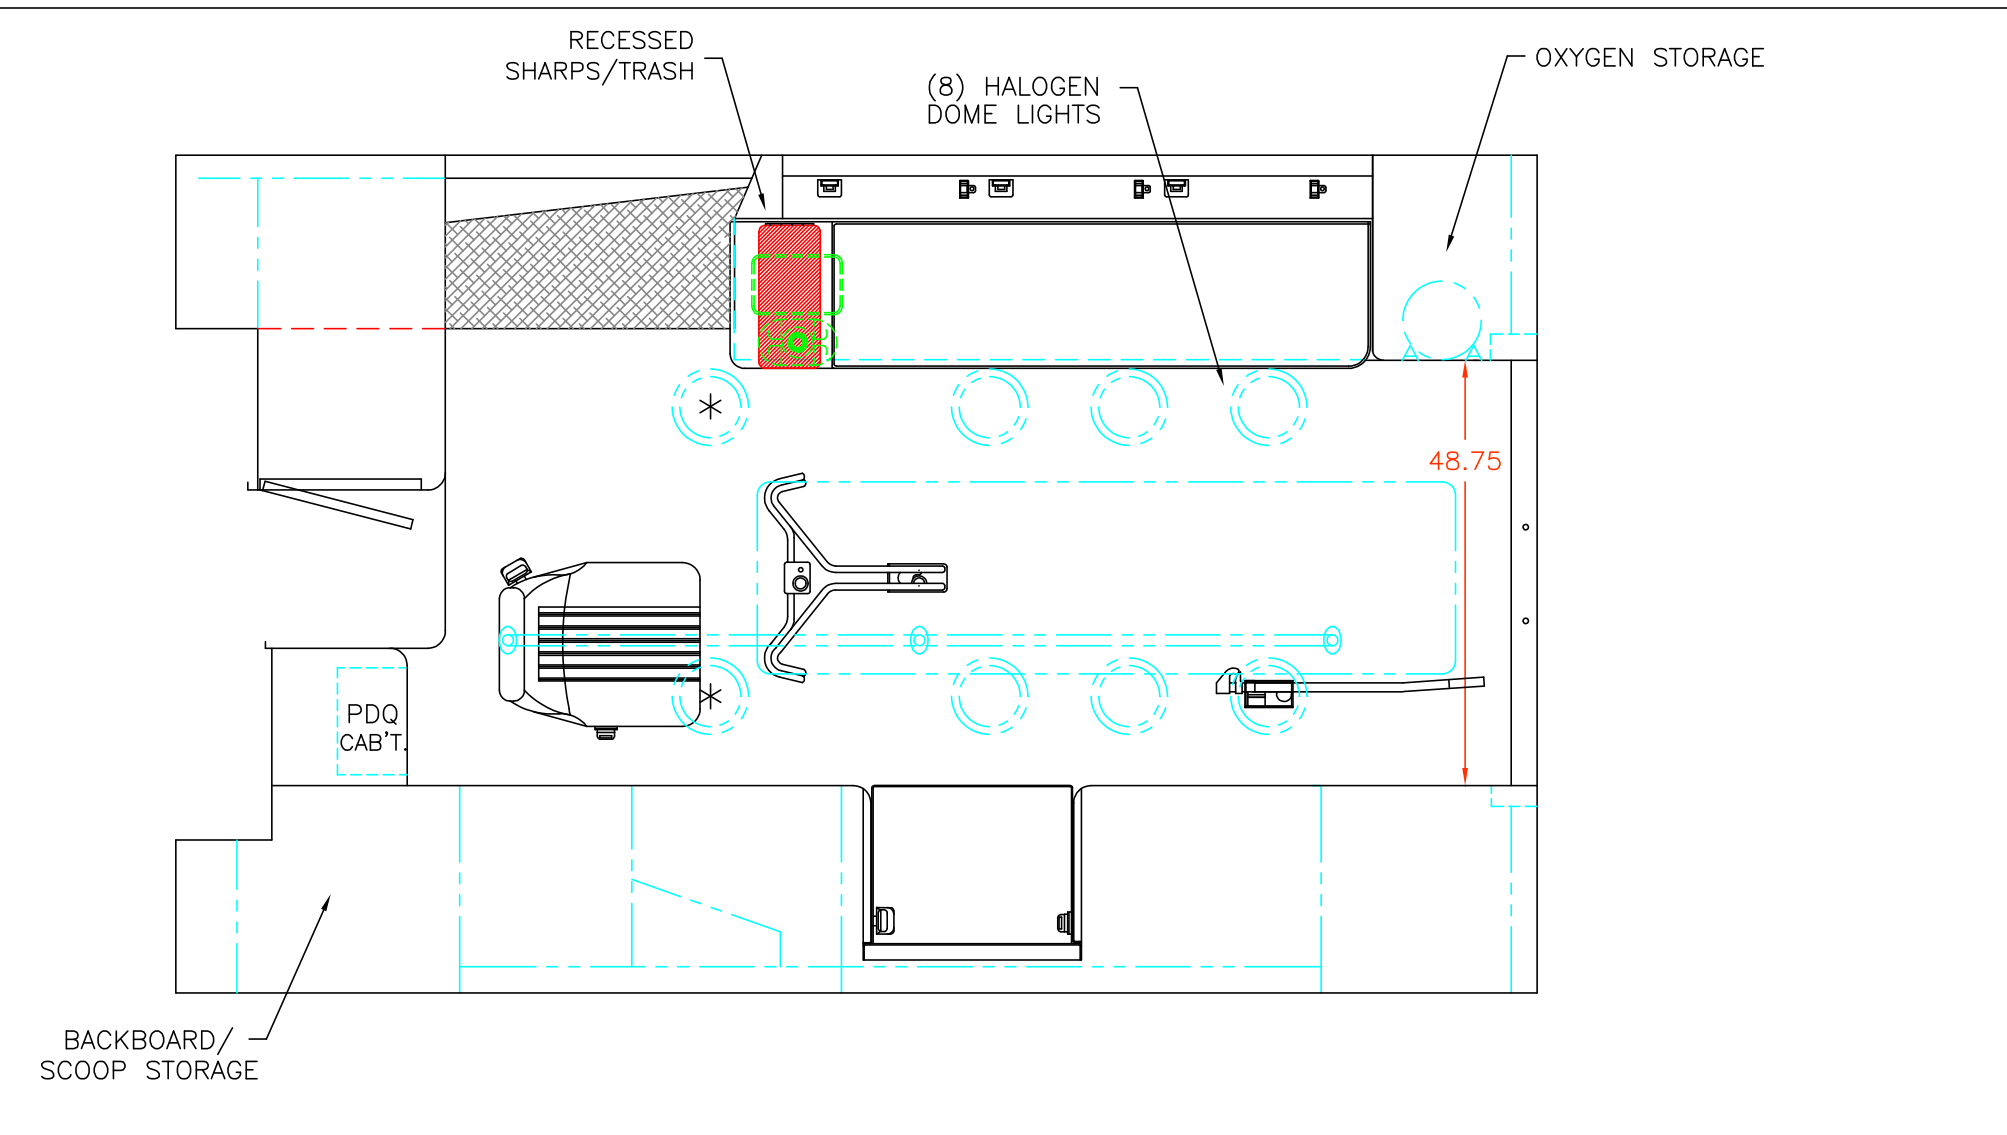 RECESSED
SHARPS/TRASH
(8) HALOGEN
DOME LIGHTS
OXYGEN STORAGE
48.75
PDQ
CAB'T.
BACKBOARD/
SCOOP STORAGE